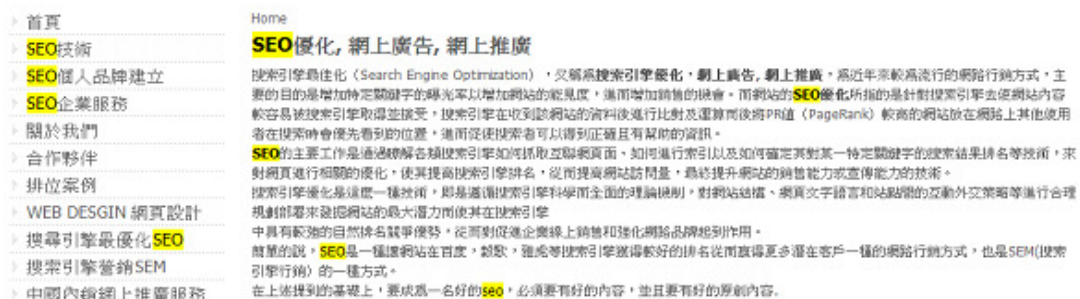 首頁
SEO技術
SEO個人品牌建立
SEO企業服務
關於我們
合作夥伴
排位案例
WEB DESGIN 網頁設計
搜尋引擎最優化SEO
搜索引擎營銷SEM
中國內銷網上推廣服務
Home
SEO優化, 網上廣告, 網上推廣
搜索引擎最佳化（Search Engine Optimization），又稱為搜索引擎優化，網上廣告, 網上推廣，為近年來較為流行的網路行銷方式，主
要的目的是增加特定關鍵字的曝光率以增加網站的能見度，進而增加銷售的機會。而網站的SEO優化所指的是針對搜索引擎去使網站內容
較容易被搜索引擎取得並接受，搜索引擎在收到該網站的資料後進行比對及運算而後將PR值（PageRank）較高的網站放在網路上其他使用
者在搜索時會優先看到的位置，進而促使搜索者可以得到正確且有幫助的資訊。
SEO的主要工作是通過瞭解各類搜索引擎如何抓取互聯網頁面、如何進行索引以及如何確定其對某一特定關鍵字的搜索結果排名等技術，來
對網頁進行相關的優化，使其提高搜索引擎排名，從而提高網站訪問量，最終提升網站的銷售能力或宣傳能力的技術。
搜索引擎優化是這麼一種技術，即是遵循搜索引擎科學而全面的理論機制，對網站結構、網頁文字語言和站點間的互動外交策略等進行合理
規劃部署來發掘網站的最大潛力而使其在搜索引擎
中具有較強的自然排名競爭優勢，從而對促進企業線上銷售和強化網路品牌起到作用。
簡單的說，SEO是一種讓網站在百度，穀歌，雅虎等搜索引擎獲得較好的排名從而贏得更多潛在客戶一種的網路行銷方式，也是SEM(搜索
引擎行銷）的一種方式。
在上述提到的基礎上，要成為一名好的seo，必須要有好的內容，並且要有好的原創內容.